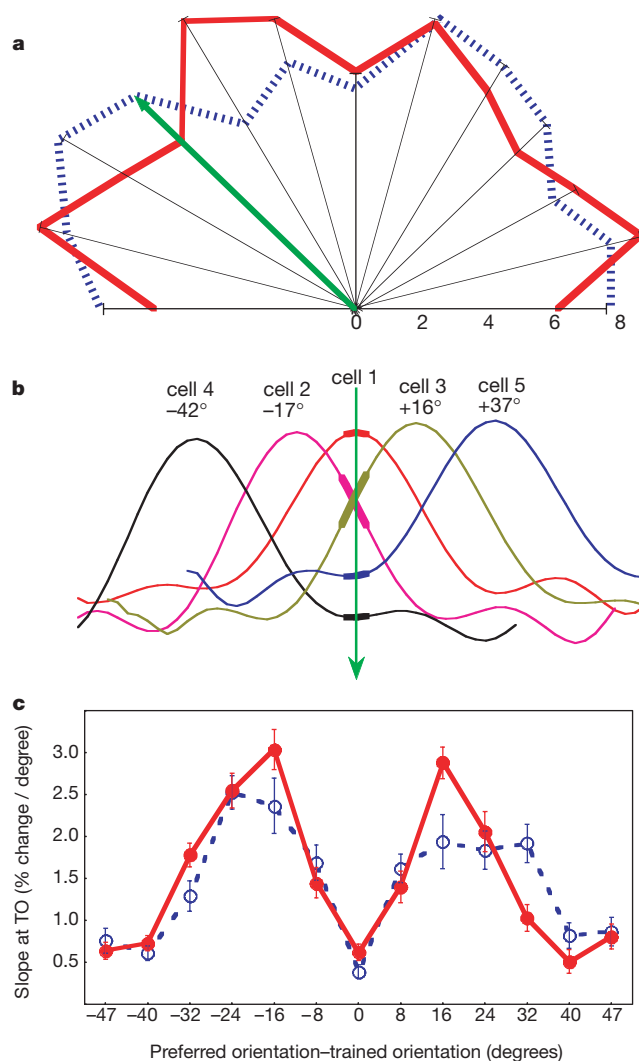 a
0 2 4 6 8
b
cell 4 cell 2 cell 1 cell 3 cell 5
–42° –17° +16° +37°
c
3.0
2.5
2.0
1.5
1.0
0.5
Slope at TO (% change / degree)
–47 –40 –32 –24 –16 –8 0 8 16 24 32 40 47
Preferred orientation–trained orientation (degrees)